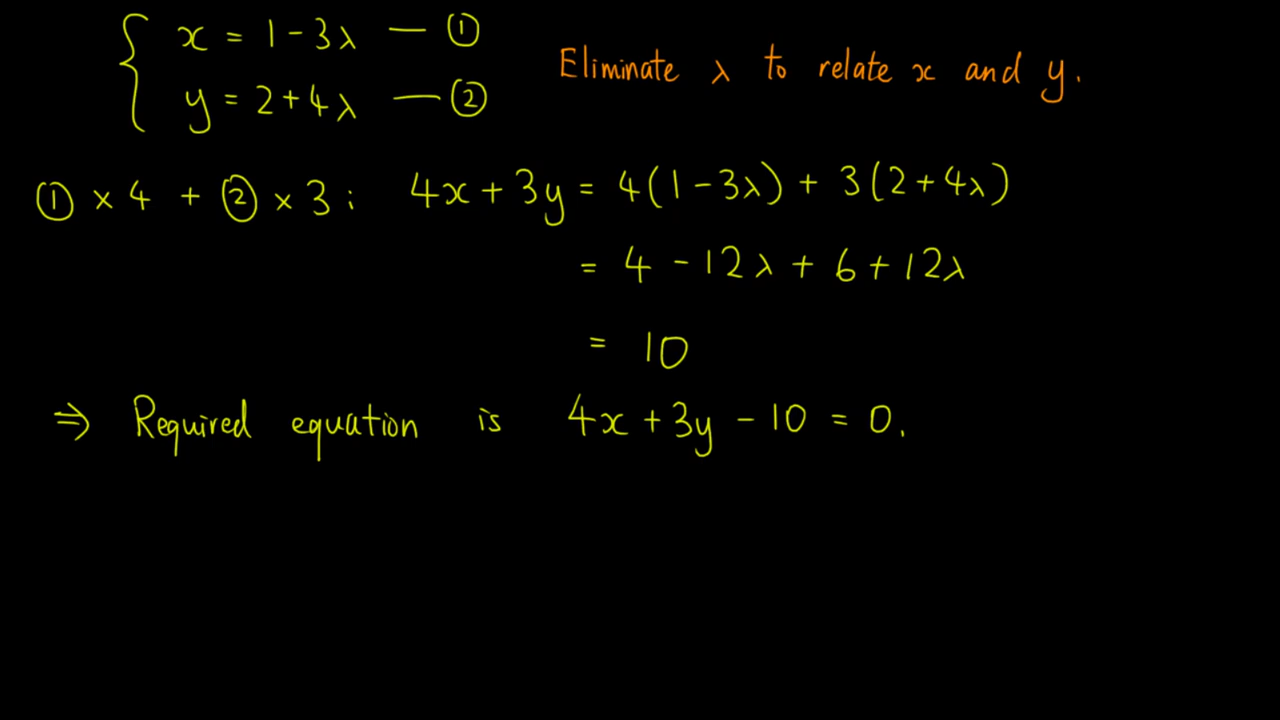 x = 1 - 3λ — ①
y = 2 + 4λ — ②
Eliminate λ to relate x and y.
① × 4 + ② × 3 : 4x + 3y = 4(1 - 3λ) + 3(2 + 4λ)
= 4 - 12λ + 6 + 12λ
= 10
⇒ Required equation is 4x + 3y - 10 = 0.